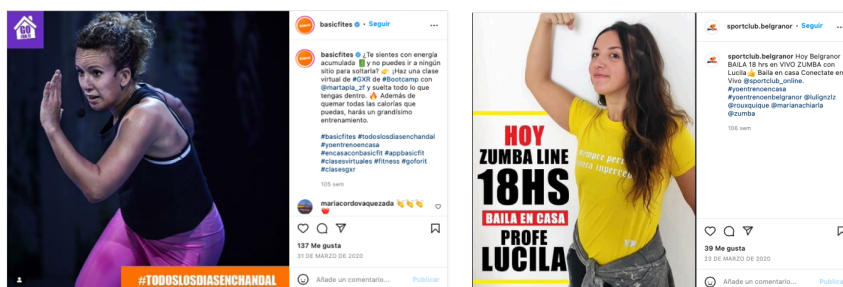 GO
FOR IT
#TODOSLOSDIASENCHANDAL
basicfites • Seguir
basicfites ¿Te sientes con energía
acumulada 🔋 y no puedes ir a ningún
sitio para soltarla? 👉 ¡Haz una clase
virtual de #GXR de #Bootcamp con
@martapla_zf y suelta todo lo que
tengas dentro. 🔥 Además de
quemar todas las calorías que
puedas, harás un grandísimo
entrenamiento.
#basicfites #todoslosdiasenchandal
#yoentrenoencasa
#encasaconbasicfit #appbasicfit
#clasesvirtuales #fitness #goforit
#clasesgxr
105 sem
mariacordovaquezada 👏👏👏
❤️
137 Me gusta
31 DE MARZO DE 2020
Añade un comentario... Publicar
HOY
ZUMBA LINE
18HS
BAILA EN CASA
PROFE
LUCILA
sportclub.belgranor • Seguir
sportclub.belgranor Hoy Belgranor
BAILA 18 hrs en VIVO ZUMBA con
Lucila 👍 Baila en casa Conectate en
Vivo @sportclub_online.
#yoentrenoencasa
#yoentrenoenbelgranor @lulignzlz
@rouxquique @marianachiarla
@zumba
106 sem
39 Me gusta
23 DE MARZO DE 2020
Añade un comentario... Publicar